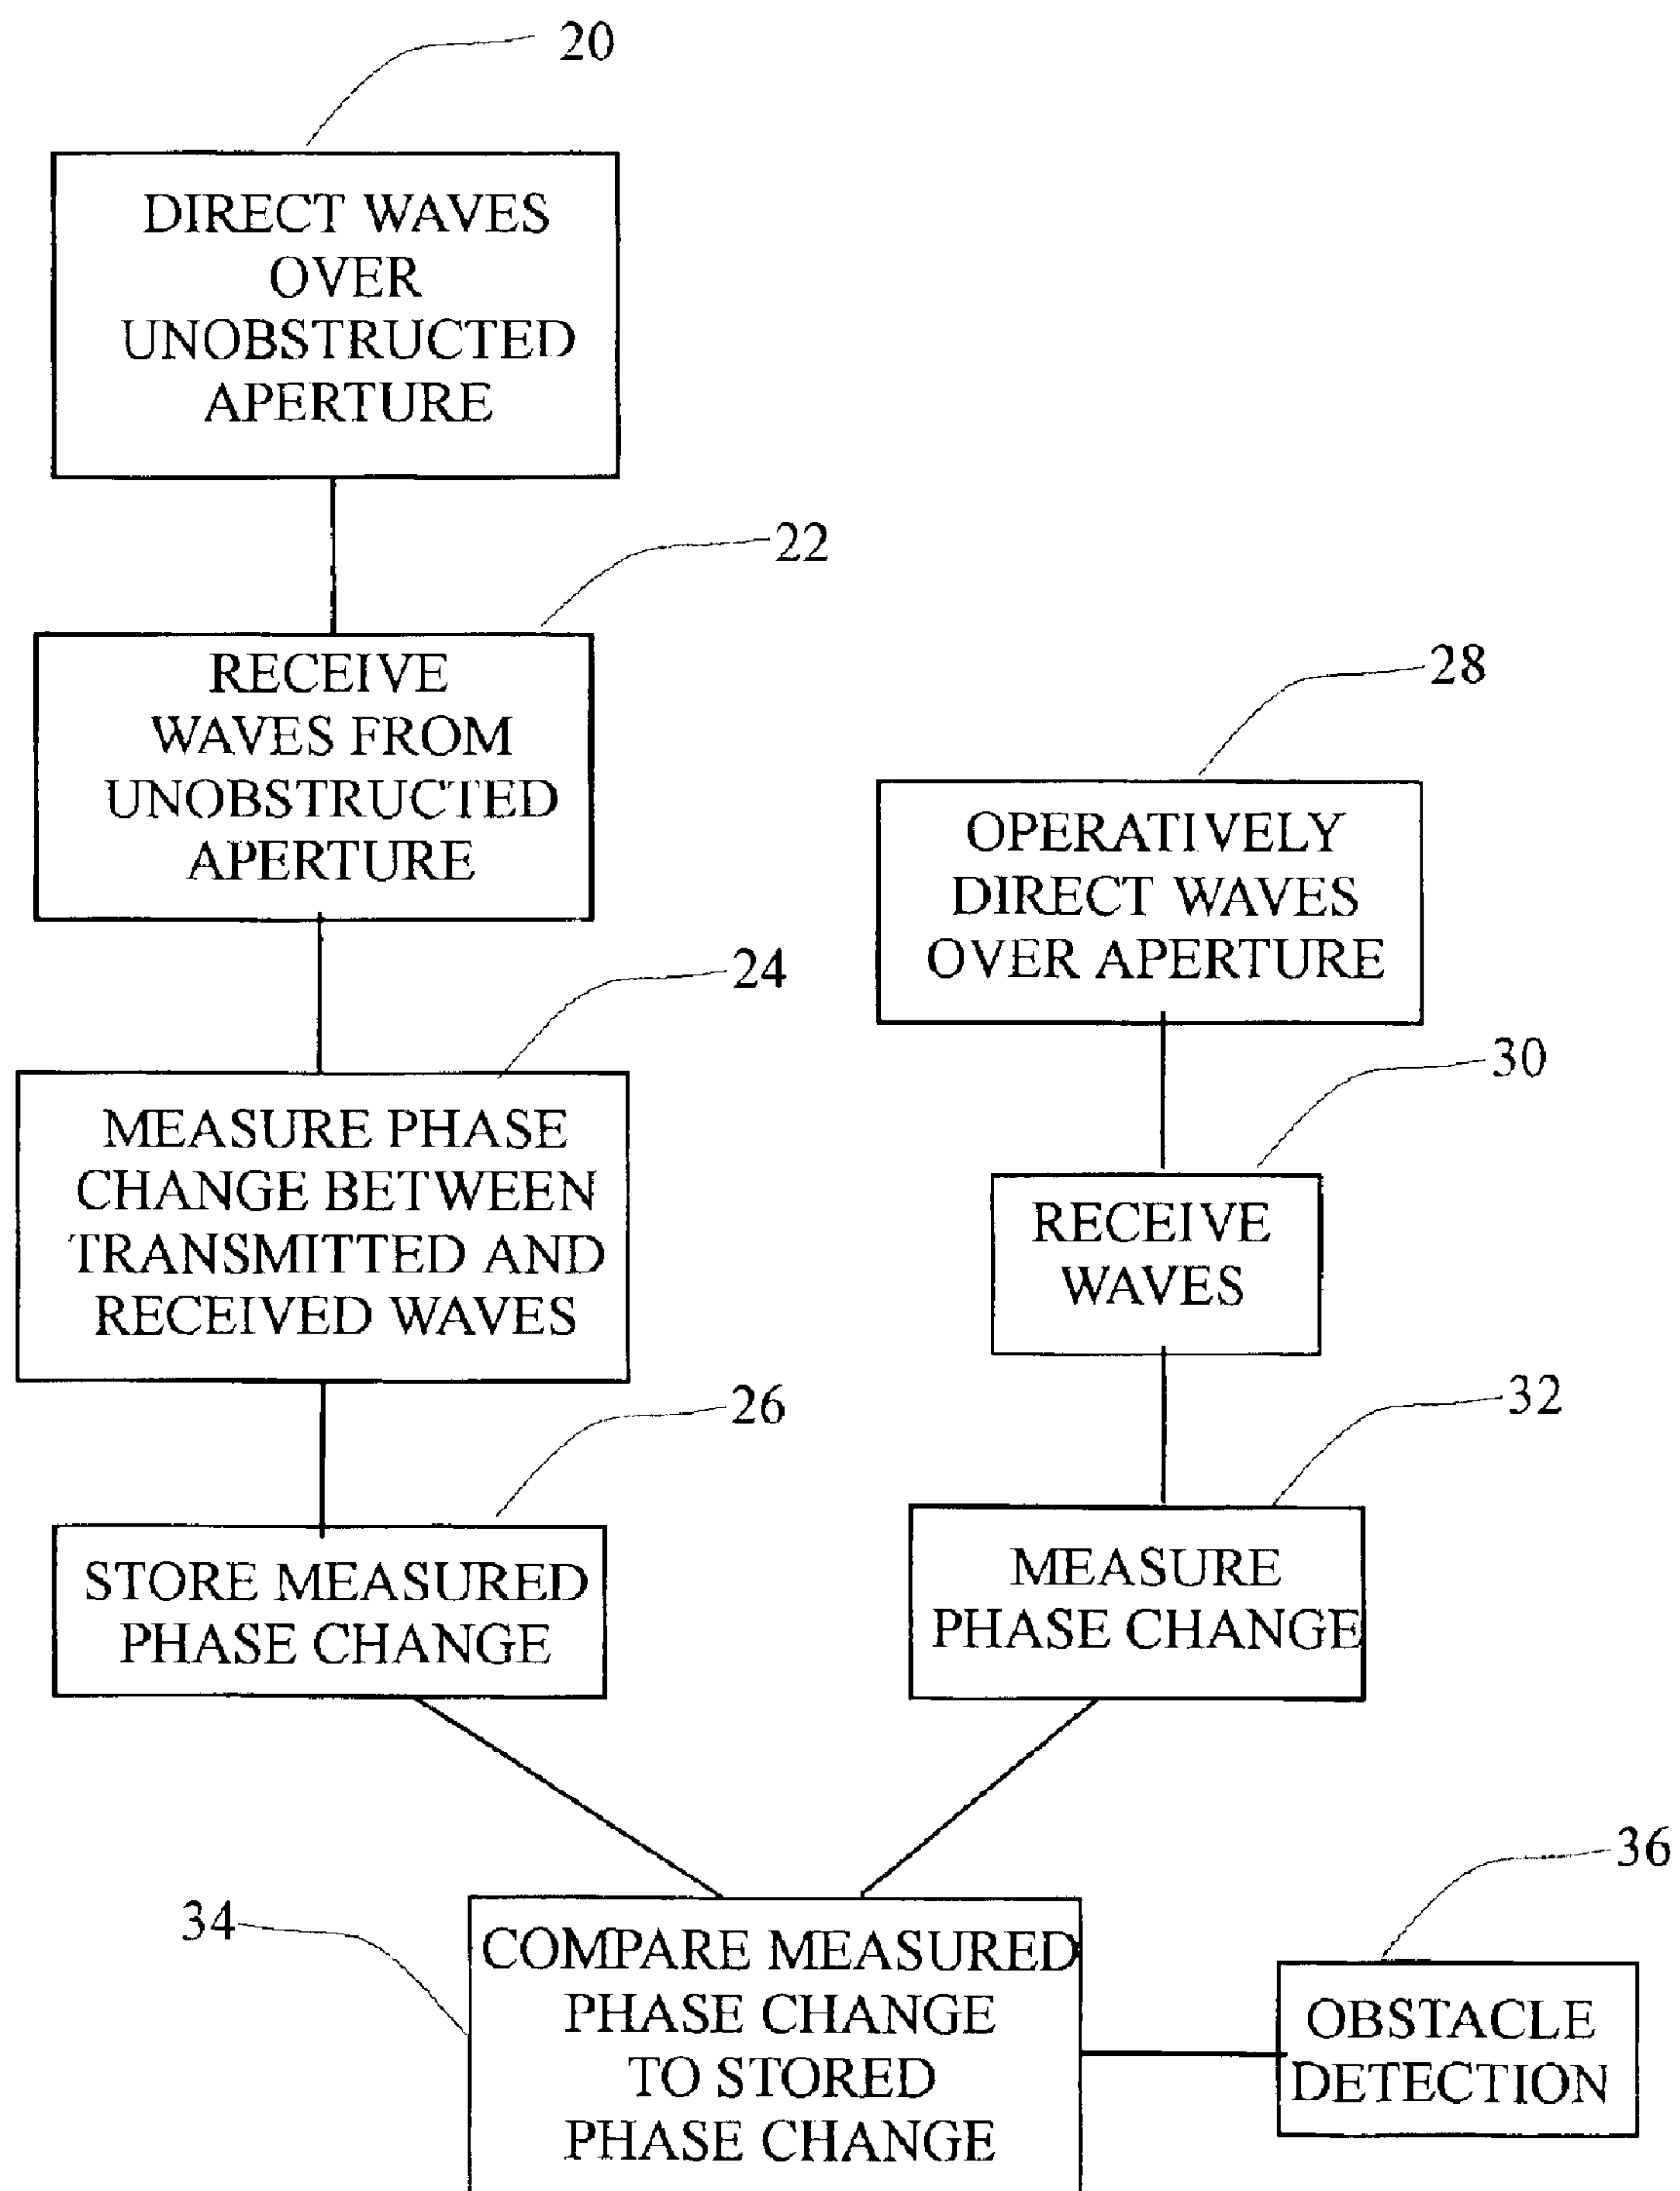 20
DIRECT WAVES
OVER
UNOBSTRUCTED
APERTURE
22
RECEIVE
WAVES FROM
UNOBSTRUCTED
APERTURE
24
MEASURE PHASE
CHANGE BETWEEN
TRANSMITTED AND
RECEIVED WAVES
26
STORE MEASURED
PHASE CHANGE
28
OPERATIVELY
DIRECT WAVES
OVER APERTURE
30
RECEIVE
WAVES
32
MEASURE
PHASE CHANGE
34
COMPARE MEASURED
PHASE CHANGE
TO STORED
PHASE CHANGE
36
OBSTACLE
DETECTION